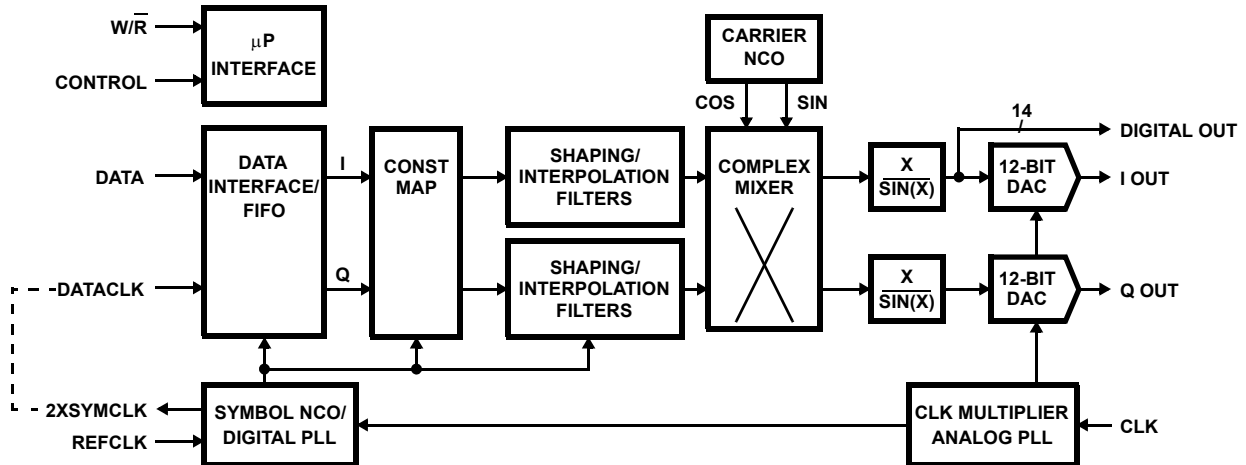 W/R̅
CONTROL
μP
INTERFACE
CARRIER
NCO
COS
SIN
14
DIGITAL OUT
DATA
DATA
INTERFACE/
FIFO
I
CONST
MAP
SHAPING/
INTERPOLATION
FILTERS
COMPLEX
MIXER
X
SIN(X)
12-BIT
DAC
I OUT
DATACLK
Q
SHAPING/
INTERPOLATION
FILTERS
X
SIN(X)
12-BIT
DAC
Q OUT
2XSYMCLK
REFCLK
SYMBOL NCO/
DIGITAL PLL
CLK MULTIPLIER
ANALOG PLL
CLK